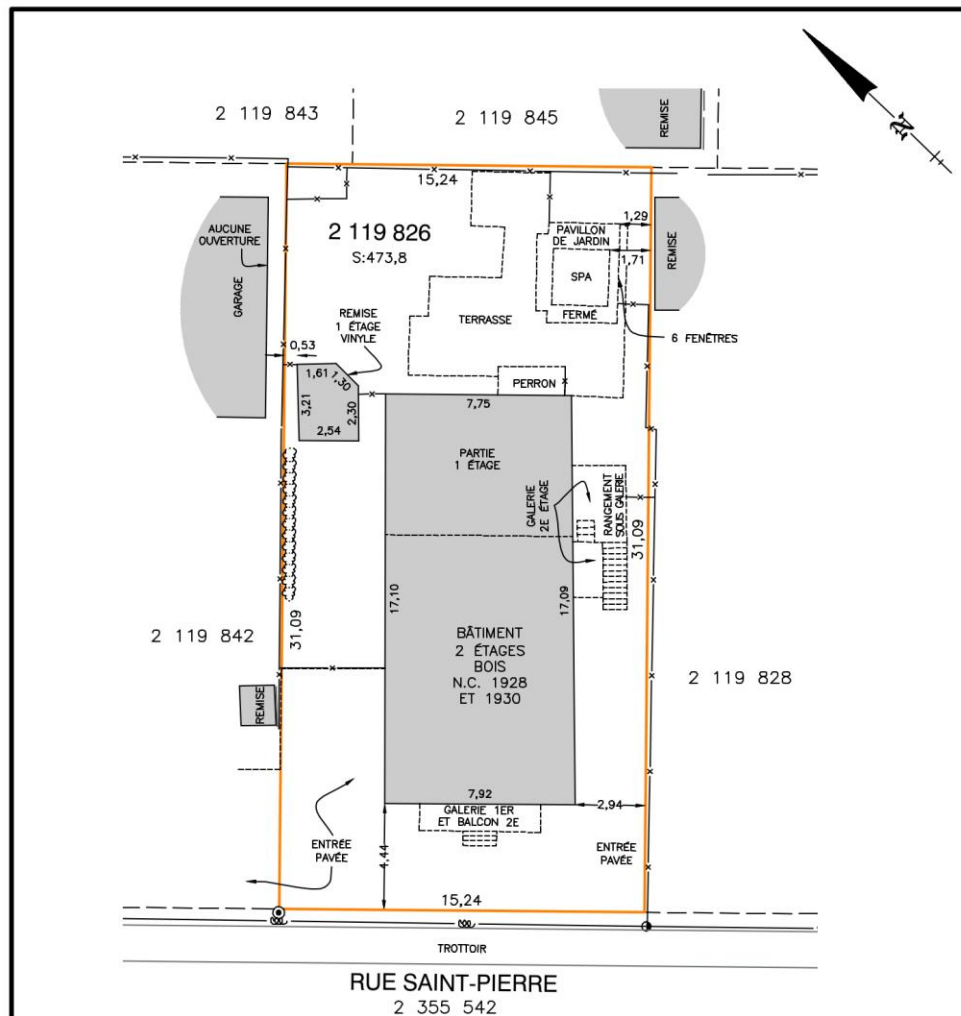 2 119 843
2 119 845
REMISE
N
15,24
AUCUNE
OUVERTURE
GARAGE
2 119 826
S:473,8
1,29
PAVILLON
DE JARDIN
1,71
REMISE
SPA
FERMÉ
TERRASSE
6 FENÊTRES
REMISE
1 ÉTAGE
VINYLE
0,53
1,61
1,30
3,21
2,30
2,54
PERRON
7,75
PARTIE
1 ÉTAGE
GALERIE
2E ÉTAGE
RANGEMENT
SOUS GALERIE
31,09
17,10
17,09
31,09
2 119 842
BÂTIMENT
2 ÉTAGES
BOIS
N.C. 1928
ET 1930
2 119 828
REMISE
7,92
2,94
GALERIE 1ER
ET BALCON 2E
ENTRÉE
PAVÉE
4,44
ENTRÉE
PAVÉE
15,24
TROTTOIR
RUE SAINT-PIERRE
2 355 542